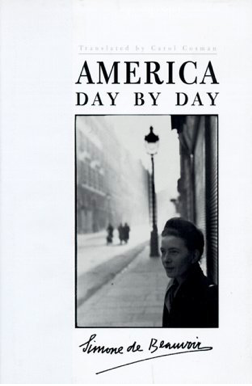 Translated by Carol Cosman
AMERICA
DAY BY DAY
Simone de Beauvoir